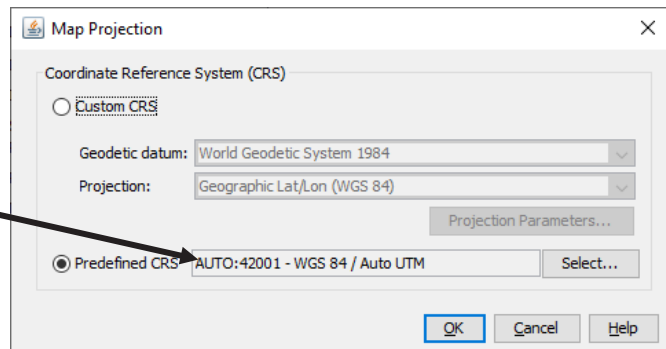 Map Projection
Coordinate Reference System (CRS)
Custom CRS
Geodetic datum: World Geodetic System 1984
Projection: Geographic Lat/Lon (WGS 84)
Projection Parameters...
Predefined CRS AUTO:42001 - WGS 84 / Auto UTM Select...
OK Cancel Help